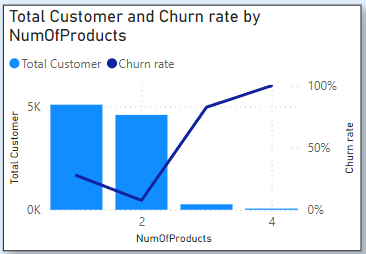 Total Customer and Churn rate by
NumOfProducts
Total Customer Churn rate
Total Customer
5K
0K
2
4
NumOfProducts
100%
50%
0%
Churn rate